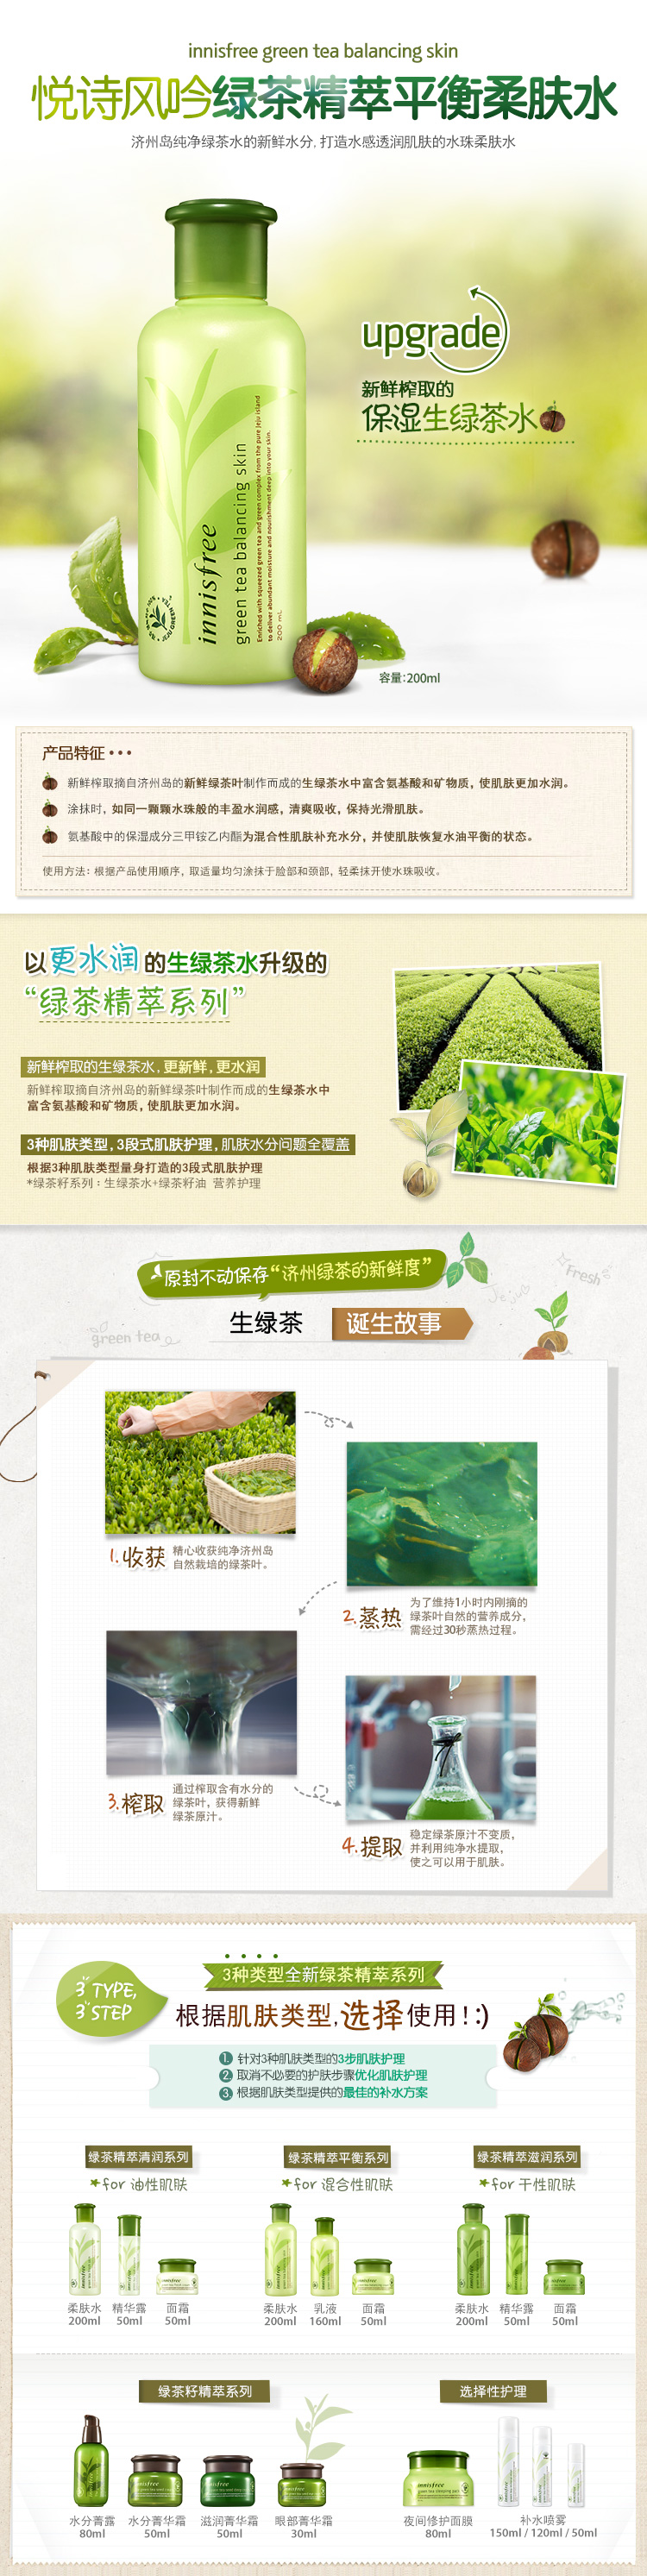 innisfree green tea balancing skin
悦诗风吟绿茶精萃平衡柔肤水
济州岛纯净绿茶水的新鲜水分, 打造水感透润肌肤的水珠柔肤水
upgrade
新鲜榨取的
保湿生绿茶水
innisfree
green tea balancing skin
Enriched with squeezed green tea and green complex from the pure jeju island
to deliver abundant moisture and nourishment deep into your skin.
200 mL
容量:200ml
产品特征 • • •
新鲜榨取摘自济州岛的新鲜绿茶叶制作而成的生绿茶水中富含氨基酸和矿物质, 使肌肤更加水润。
涂抹时, 如同一颗颗水珠般的丰盈水润感, 清爽吸收, 保持光滑肌肤。
氨基酸中的保湿成分三甲铵乙内酯为混合性肌肤补充水分, 并使肌肤恢复水油平衡的状态。
使用方法: 根据产品使用顺序, 取适量均匀涂抹于脸部和颈部, 轻柔抹开使水珠吸收。
以更水润的生绿茶水升级的
“绿茶精萃系列”
新鲜榨取的生绿茶水, 更新鲜, 更水润
新鲜榨取摘自济州岛的新鲜绿茶叶制作而成的生绿茶水中
富含氨基酸和矿物质, 使肌肤更加水润。
3种肌肤类型, 3段式肌肤护理, 肌肤水分问题全覆盖
根据3种肌肤类型量身打造的3段式肌肤护理
*绿茶籽系列 : 生绿茶水+绿茶籽油 营养护理
原封不动保存“济州绿茶的新鲜度”
Fresh
Jeju
green tea
生绿茶 诞生故事
1. 收获 精心收获纯净济州岛
自然栽培的绿茶叶。
2. 蒸热 为了维持1小时内刚摘的
绿茶叶自然的营养成分,
需经过30秒蒸热过程。
3. 榨取 通过榨取含有水分的
绿茶叶, 获得新鲜
绿茶原汁。
4. 提取 稳定绿茶原汁不变质,
并利用纯净水提取,
使之可以用于肌肤。
3 TYPE,
3 STEP
3种类型全新绿茶精萃系列
根据肌肤类型, 选择使用 ! :)
1 针对3种肌肤类型的3步肌肤护理
2 取消不必要的护肤步骤优化肌肤护理
3 根据肌肤类型提供的最佳的补水方案
绿茶精萃清润系列 绿茶精萃平衡系列 绿茶精萃滋润系列
for 油性肌肤 for 混合性肌肤 for 干性肌肤
柔肤水 精华露 面霜 柔肤水 乳液 面霜 柔肤水 精华露 面霜
200ml 50ml 50ml 200ml 160ml 50ml 200ml 50ml 50ml
绿茶籽精萃系列 选择性护理
水分菁露 水分菁华霜 滋润菁华霜 眼部菁华霜 夜间修护面膜 补水喷雾
80ml 50ml 50ml 30ml 80ml 150ml / 120ml / 50ml